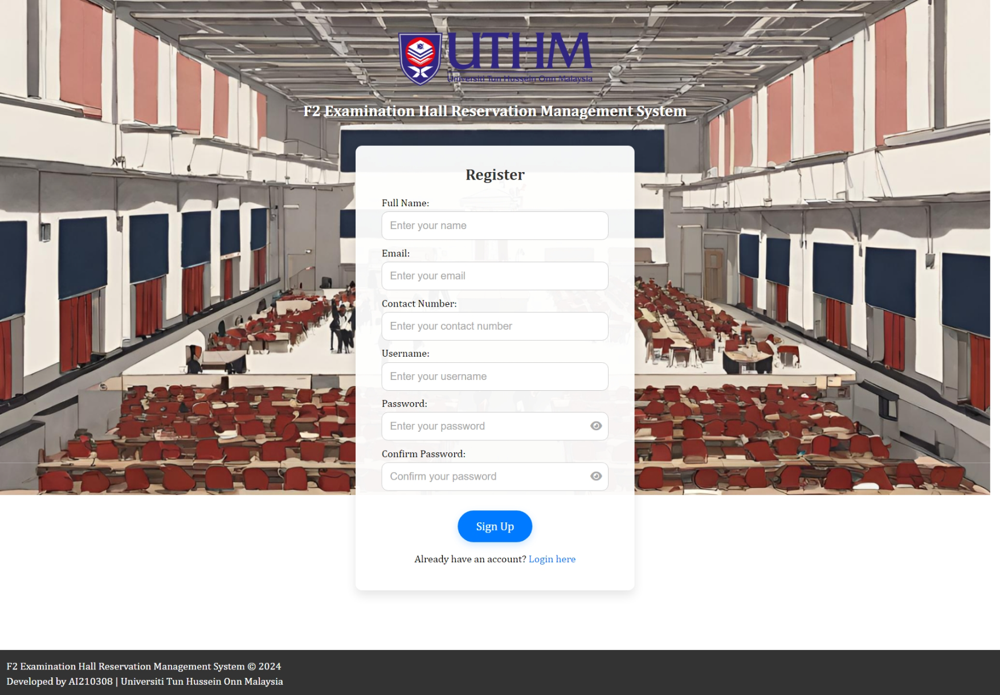 UTHM
Universiti Tun Hussein Onn Malaysia
F2 Examination Hall Reservation Management System
Register
Full Name:
Enter your name
Email:
Enter your email
Contact Number:
Enter your contact number
Username:
Enter your username
Password:
Enter your password
Confirm Password:
Confirm your password
Sign Up
Already have an account? Login here
F2 Examination Hall Reservation Management System © 2024
Developed by AI210308 | Universiti Tun Hussein Onn Malaysia